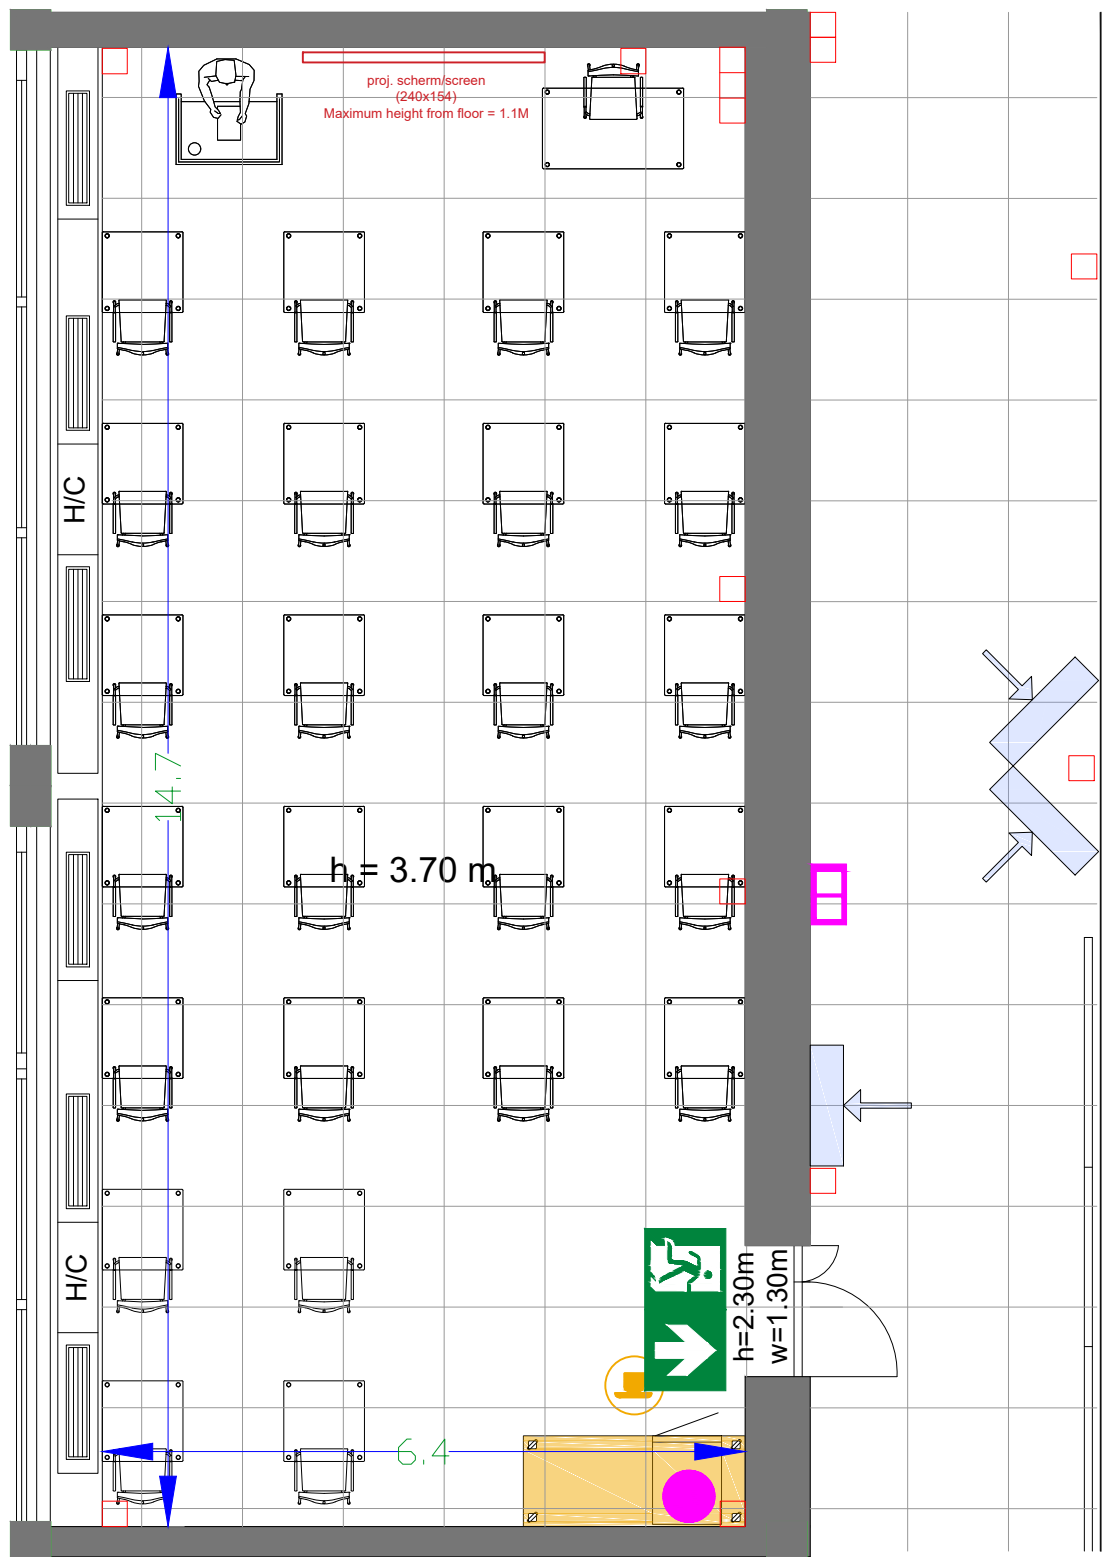 proj. scherm/screen
(240x154)
Maximum height from floor = 1.1M
H/C
14,7
h = 3.70 m
H/C
h=2.30m
w=1.30m
6,4